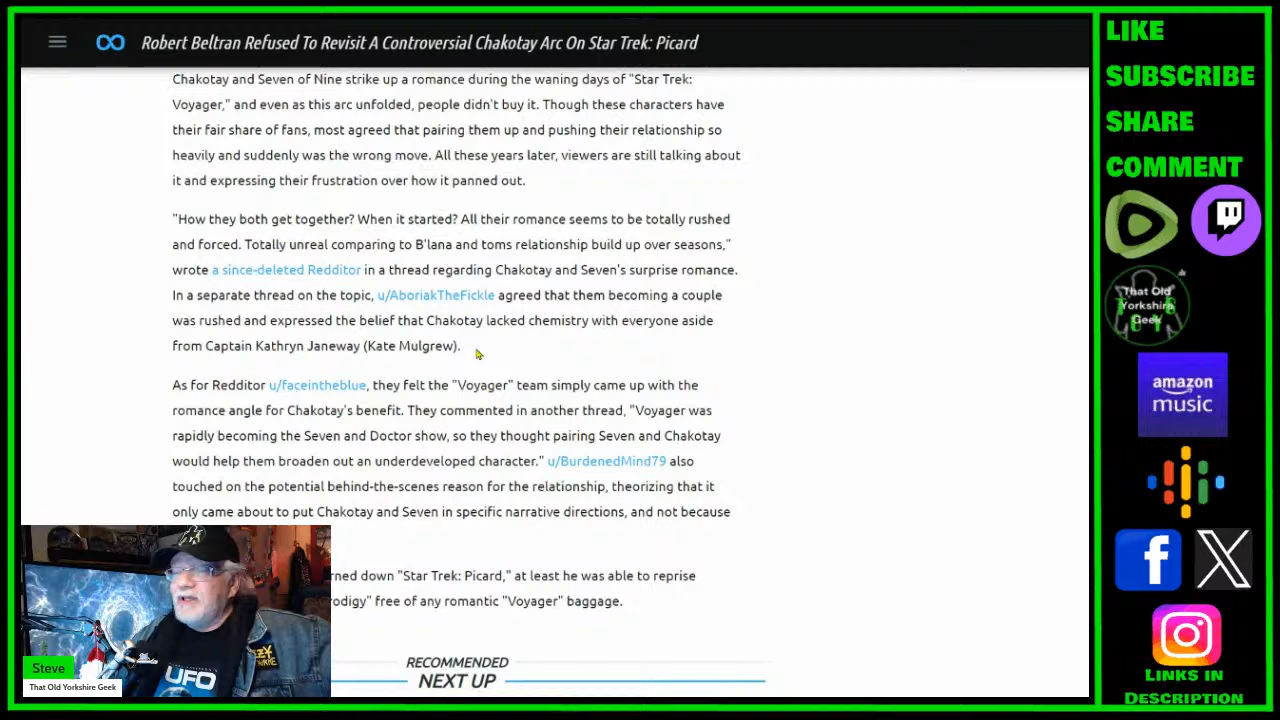 Robert Beltran Refused To Revisit A Controversial Chakotay Arc On Star Trek: Picard
Chakotay and Seven of Nine strike up a romance during the waning days of "Star Trek:
Voyager," and even as this arc unfolded, people didn't buy it. Though these characters have
their fair share of fans, most agreed that pairing them up and pushing their relationship so
heavily and suddenly was the wrong move. All these years later, viewers are still talking about
it and expressing their frustration over how it panned out.
"How they both get together? When it started? All their romance seems to be totally rushed
and forced. Totally unreal comparing to B'lana and toms relationship build up over seasons,"
wrote a since-deleted Redditor in a thread regarding Chakotay and Seven's surprise romance.
In a separate thread on the topic, u/AboriakTheFickle agreed that them becoming a couple
was rushed and expressed the belief that Chakotay lacked chemistry with everyone aside
from Captain Kathryn Janeway (Kate Mulgrew).
As for Redditor u/faceintheblue, they felt the "Voyager" team simply came up with the
romance angle for Chakotay's benefit. They commented in another thread, "Voyager was
rapidly becoming the Seven and Doctor show, so they thought pairing Seven and Chakotay
would help them broaden out an underdeveloped character." u/BurdenedMind79 also
touched on the potential behind-the-scenes reason for the relationship, theorizing that it
only came about to put Chakotay and Seven in specific narrative directions, and not because
rned down "Star Trek: Picard," at least he was able to reprise
rodigy" free of any romantic "Voyager" baggage.
RECOMMENDED
NEXT UP
Steve
That Old Yorkshire Geek
UFO
LIKE
SUBSCRIBE
SHARE
COMMENT
That Old
Yorkshire
Geek
amazon
music
LINKS IN
DESCRIPTION